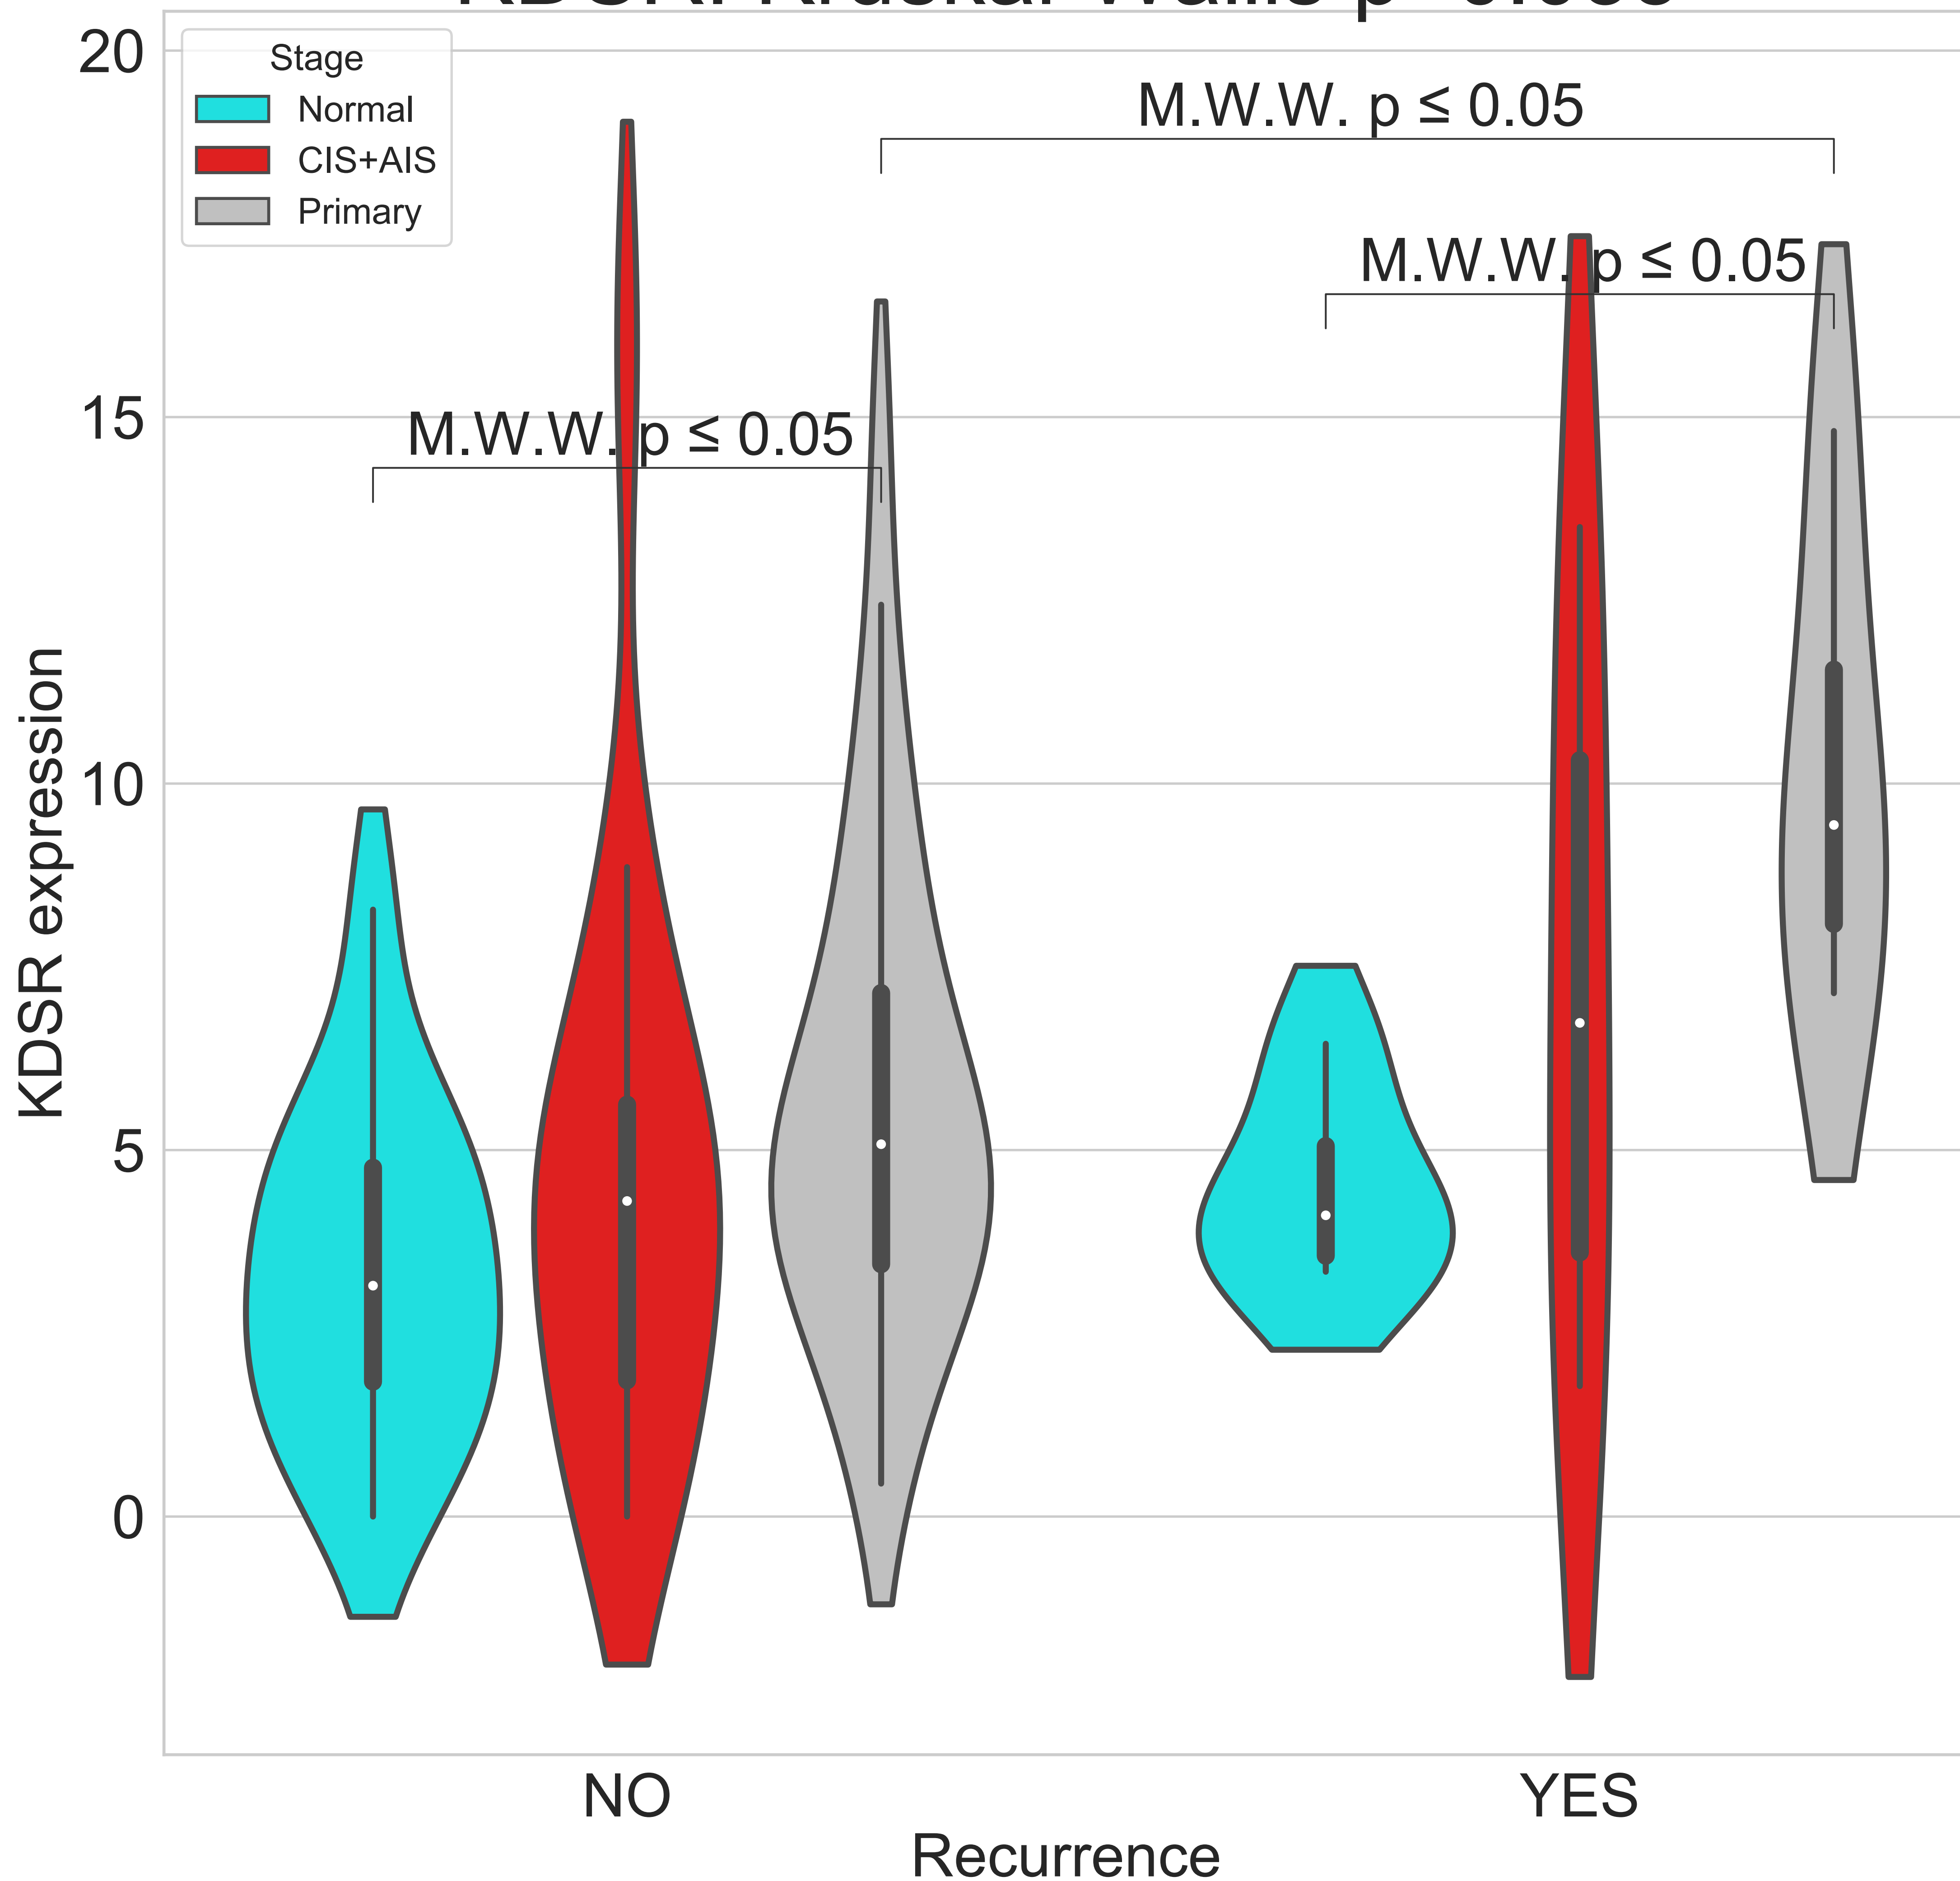 20
15
10
5
0
KDSR expression
Stage
Normal
CIS+AIS
Primary
M.W.W. p ≤ 0.05
M.W.W. p ≤ 0.05
M.W.W. p ≤ 0.05
NO
YES
Recurrence